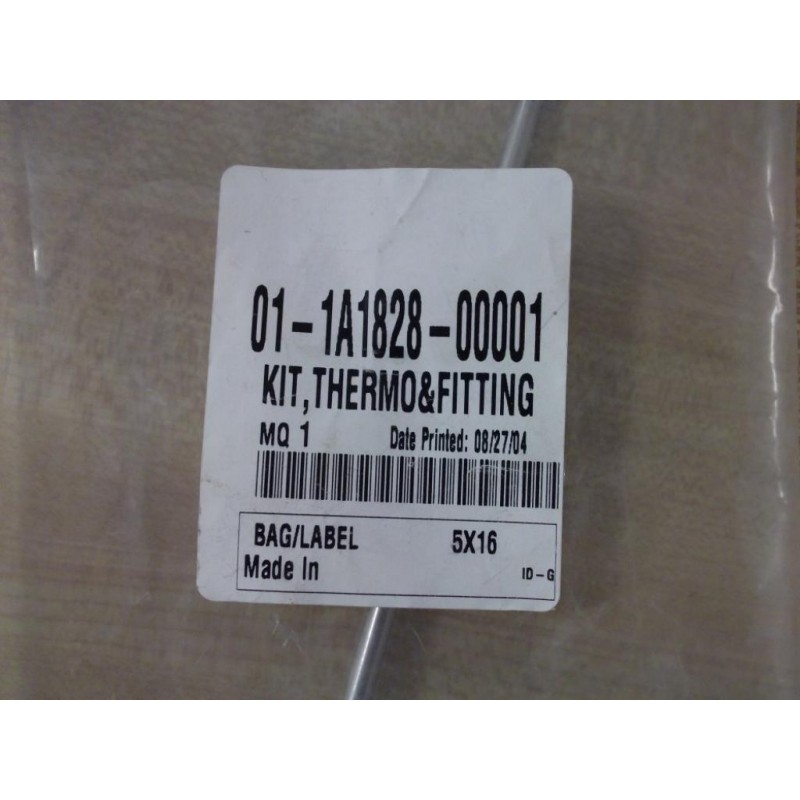 01-1A1828-00001
KIT,THERMO&FITTING
MQ 1 Date Printed: 08/27/04
BAG/LABEL 5X16
Made In ID-G